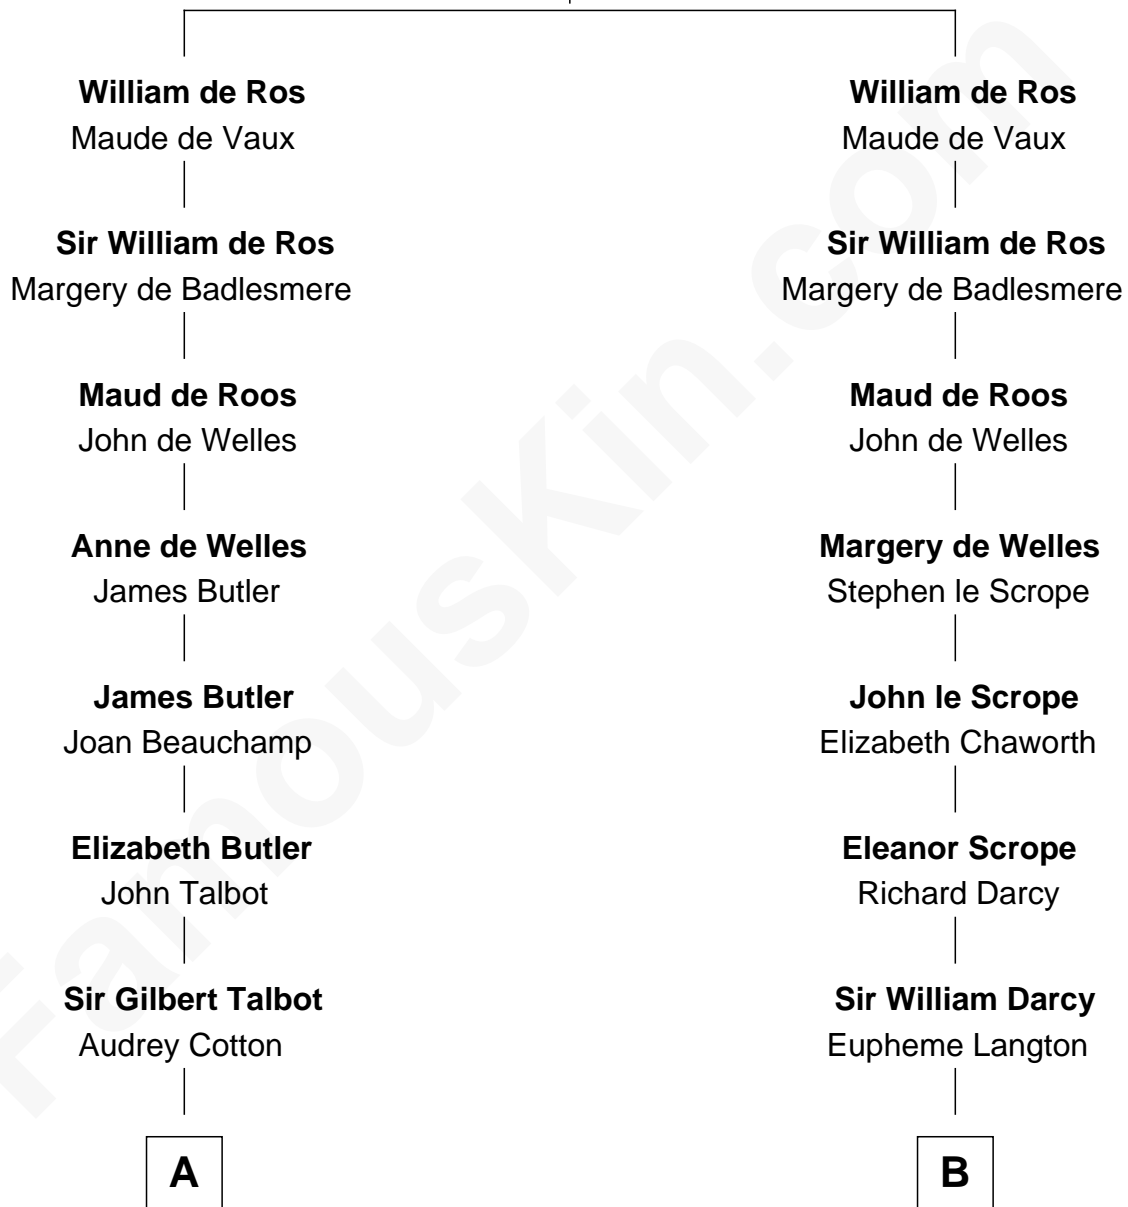 William de Ros
Maude de Vaux
Sir William de Ros
Margery de Badlesmere
Maud de Roos
John de Welles
Anne de Welles
James Butler
James Butler
Joan Beauchamp
Elizabeth Butler
John Talbot
Sir Gilbert Talbot
Audrey Cotton
A
William de Ros
Maude de Vaux
Sir William de Ros
Margery de Badlesmere
Maud de Roos
John de Welles
Margery de Welles
Stephen le Scrope
John le Scrope
Elizabeth Chaworth
Eleanor Scrope
Richard Darcy
Sir William Darcy
Eupheme Langton
B
FamousKin.com